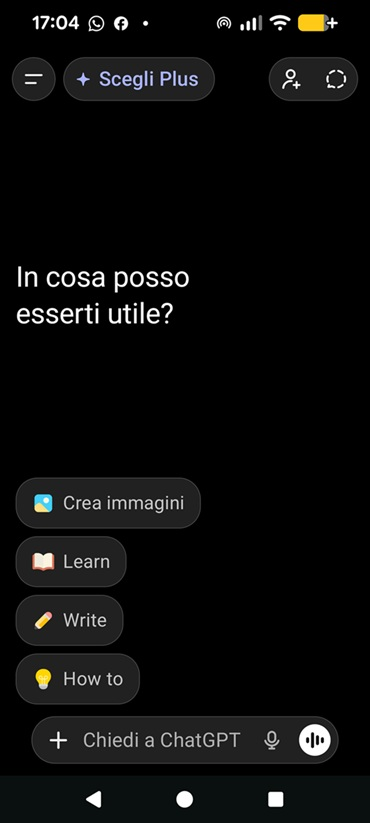 17:04
Scegli Plus
In cosa posso
esserti utile?
Crea immagini
Learn
Write
How to
Chiedi a ChatGPT